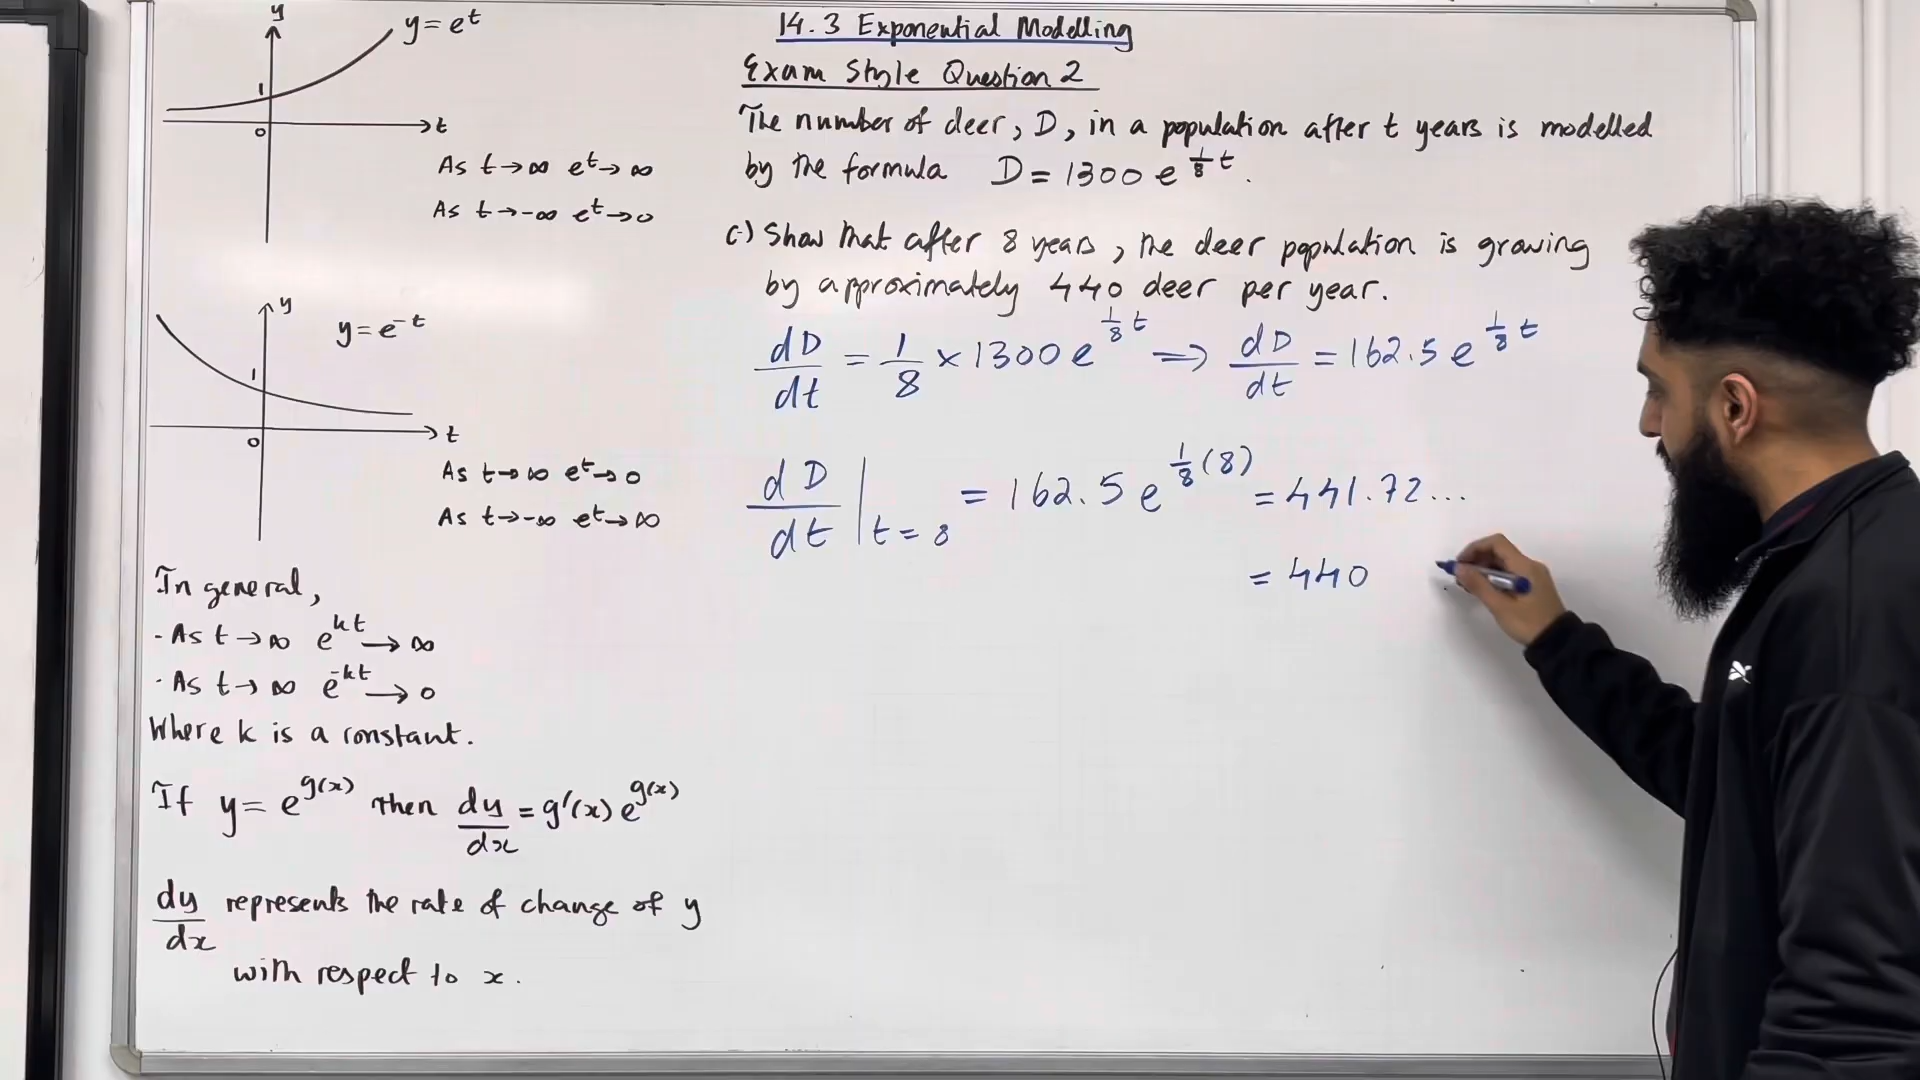 y = e^t
y
1
0
t
As t → ∞ e^t → ∞
As t → -∞ e^t → 0
y
y = e^-t
1
0
t
As t → ∞ e^t → 0
As t → -∞ e^t → ∞
In general,
- As t → ∞ e^kt → ∞
· As t → ∞ e^-kt → 0
Where k is a constant.
If y = e^g(x) then dy/dx = g'(x) e^g(x)
dy/dx represents the rate of change of y
with respect to x.
14.3 Exponential Modelling
Exam Style Question 2
The number of deer, D, in a population after t years is modelled
by the formula D = 1300 e^(1/8 t).
c) Show that after 8 years, the deer population is growing
by approximately 440 deer per year.
dD/dt = 1/8 × 1300 e^(1/8 t) ⇒ dD/dt = 162.5 e^(1/8 t)
dD/dt |t = 8 = 162.5 e^(1/8 (8)) = 441.72...
= 440